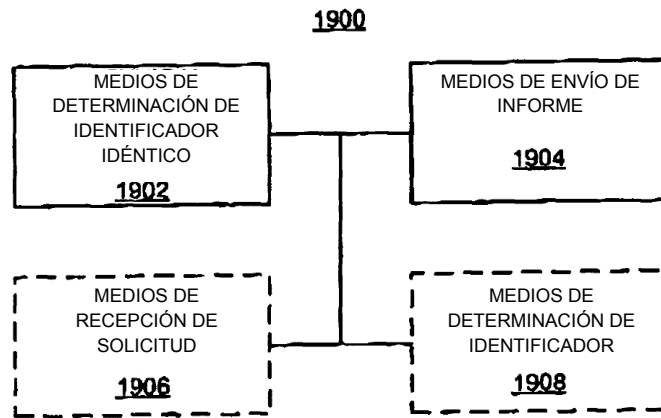 1900
MEDIOS DE
DETERMINACIÓN DE
IDENTIFICADOR
IDÉNTICO
1902
MEDIOS DE ENVÍO DE
INFORME
1904
MEDIOS DE
RECEPCIÓN DE
SOLICITUD
1906
MEDIOS DE
DETERMINACIÓN DE
IDENTIFICADOR
1908